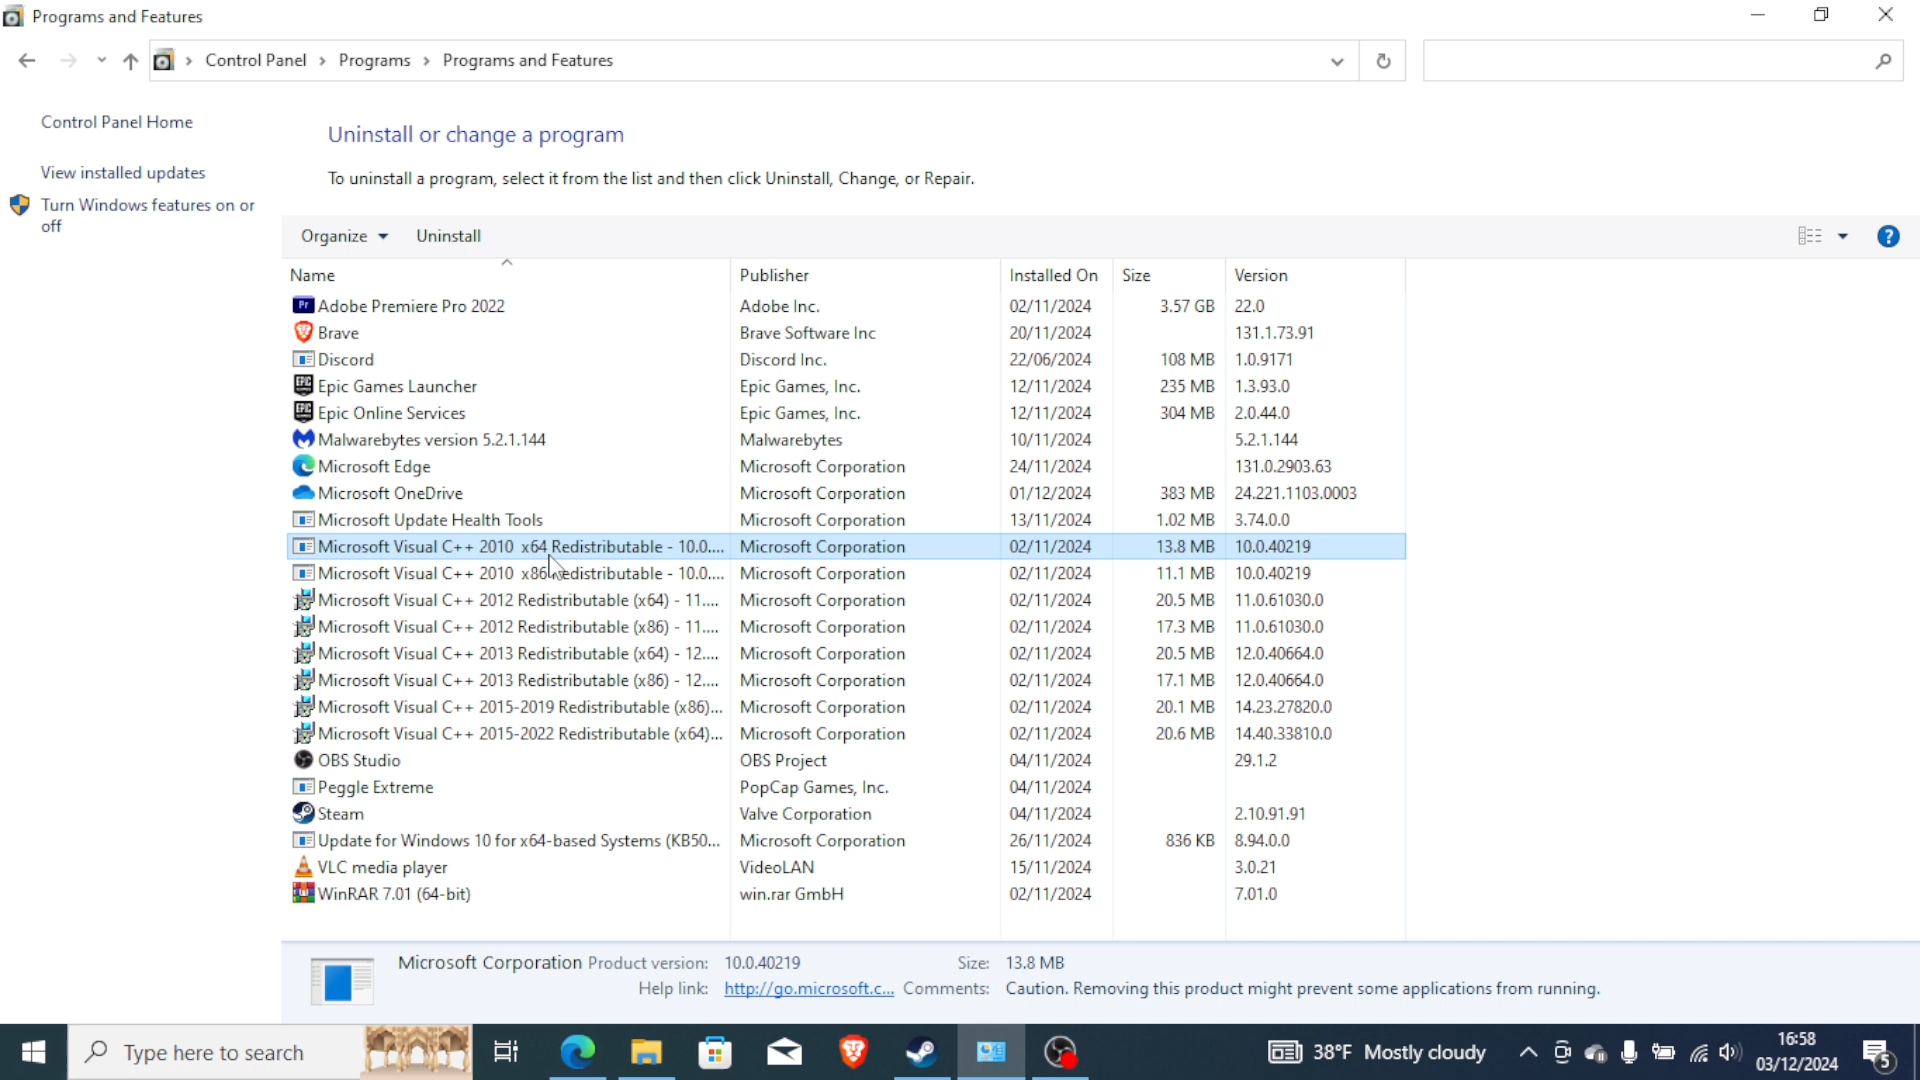 Programs and Features
Control Panel > Programs > Programs and Features
Control Panel Home
View installed updates
Turn Windows features on or
off
Uninstall or change a program
To uninstall a program, select it from the list and then click Uninstall, Change, or Repair.
Organize Uninstall
Name Publisher Installed On Size Version
Adobe Premiere Pro 2022 Adobe Inc. 02/11/2024 3.57 GB 22.0
Brave Brave Software Inc 20/11/2024 131.1.73.91
Discord Discord Inc. 22/06/2024 108 MB 1.0.9171
Epic Games Launcher Epic Games, Inc. 12/11/2024 235 MB 1.3.93.0
Epic Online Services Epic Games, Inc. 12/11/2024 304 MB 2.0.44.0
Malwarebytes version 5.2.1.144 Malwarebytes 10/11/2024 5.2.1.144
Microsoft Edge Microsoft Corporation 24/11/2024 131.0.2903.63
Microsoft OneDrive Microsoft Corporation 01/12/2024 383 MB 24.221.1103.0003
Microsoft Update Health Tools Microsoft Corporation 13/11/2024 1.02 MB 3.74.0.0
Microsoft Visual C++ 2010 x64 Redistributable - 10.0.... Microsoft Corporation 02/11/2024 13.8 MB 10.0.40219
Microsoft Visual C++ 2010 x86 Redistributable - 10.0.... Microsoft Corporation 02/11/2024 11.1 MB 10.0.40219
Microsoft Visual C++ 2012 Redistributable (x64) - 11.... Microsoft Corporation 02/11/2024 20.5 MB 11.0.61030.0
Microsoft Visual C++ 2012 Redistributable (x86) - 11.... Microsoft Corporation 02/11/2024 17.3 MB 11.0.61030.0
Microsoft Visual C++ 2013 Redistributable (x64) - 12.... Microsoft Corporation 02/11/2024 20.5 MB 12.0.40664.0
Microsoft Visual C++ 2013 Redistributable (x86) - 12.... Microsoft Corporation 02/11/2024 17.1 MB 12.0.40664.0
Microsoft Visual C++ 2015-2019 Redistributable (x86)... Microsoft Corporation 02/11/2024 20.1 MB 14.23.27820.0
Microsoft Visual C++ 2015-2022 Redistributable (x64)... Microsoft Corporation 02/11/2024 20.6 MB 14.40.33810.0
OBS Studio OBS Project 04/11/2024 29.1.2
Peggle Extreme PopCap Games, Inc. 04/11/2024
Steam Valve Corporation 04/11/2024 2.10.91.91
Update for Windows 10 for x64-based Systems (KB50... Microsoft Corporation 26/11/2024 836 KB 8.94.0.0
VLC media player VideoLAN 15/11/2024 3.0.21
WinRAR 7.01 (64-bit) win.rar GmbH 02/11/2024 7.01.0
Microsoft Corporation Product version: 10.0.40219 Size: 13.8 MB
Help link: http://go.microsoft.c... Comments: Caution. Removing this product might prevent some applications from running.
Type here to search 38°F Mostly cloudy 16:58
03/12/2024 5